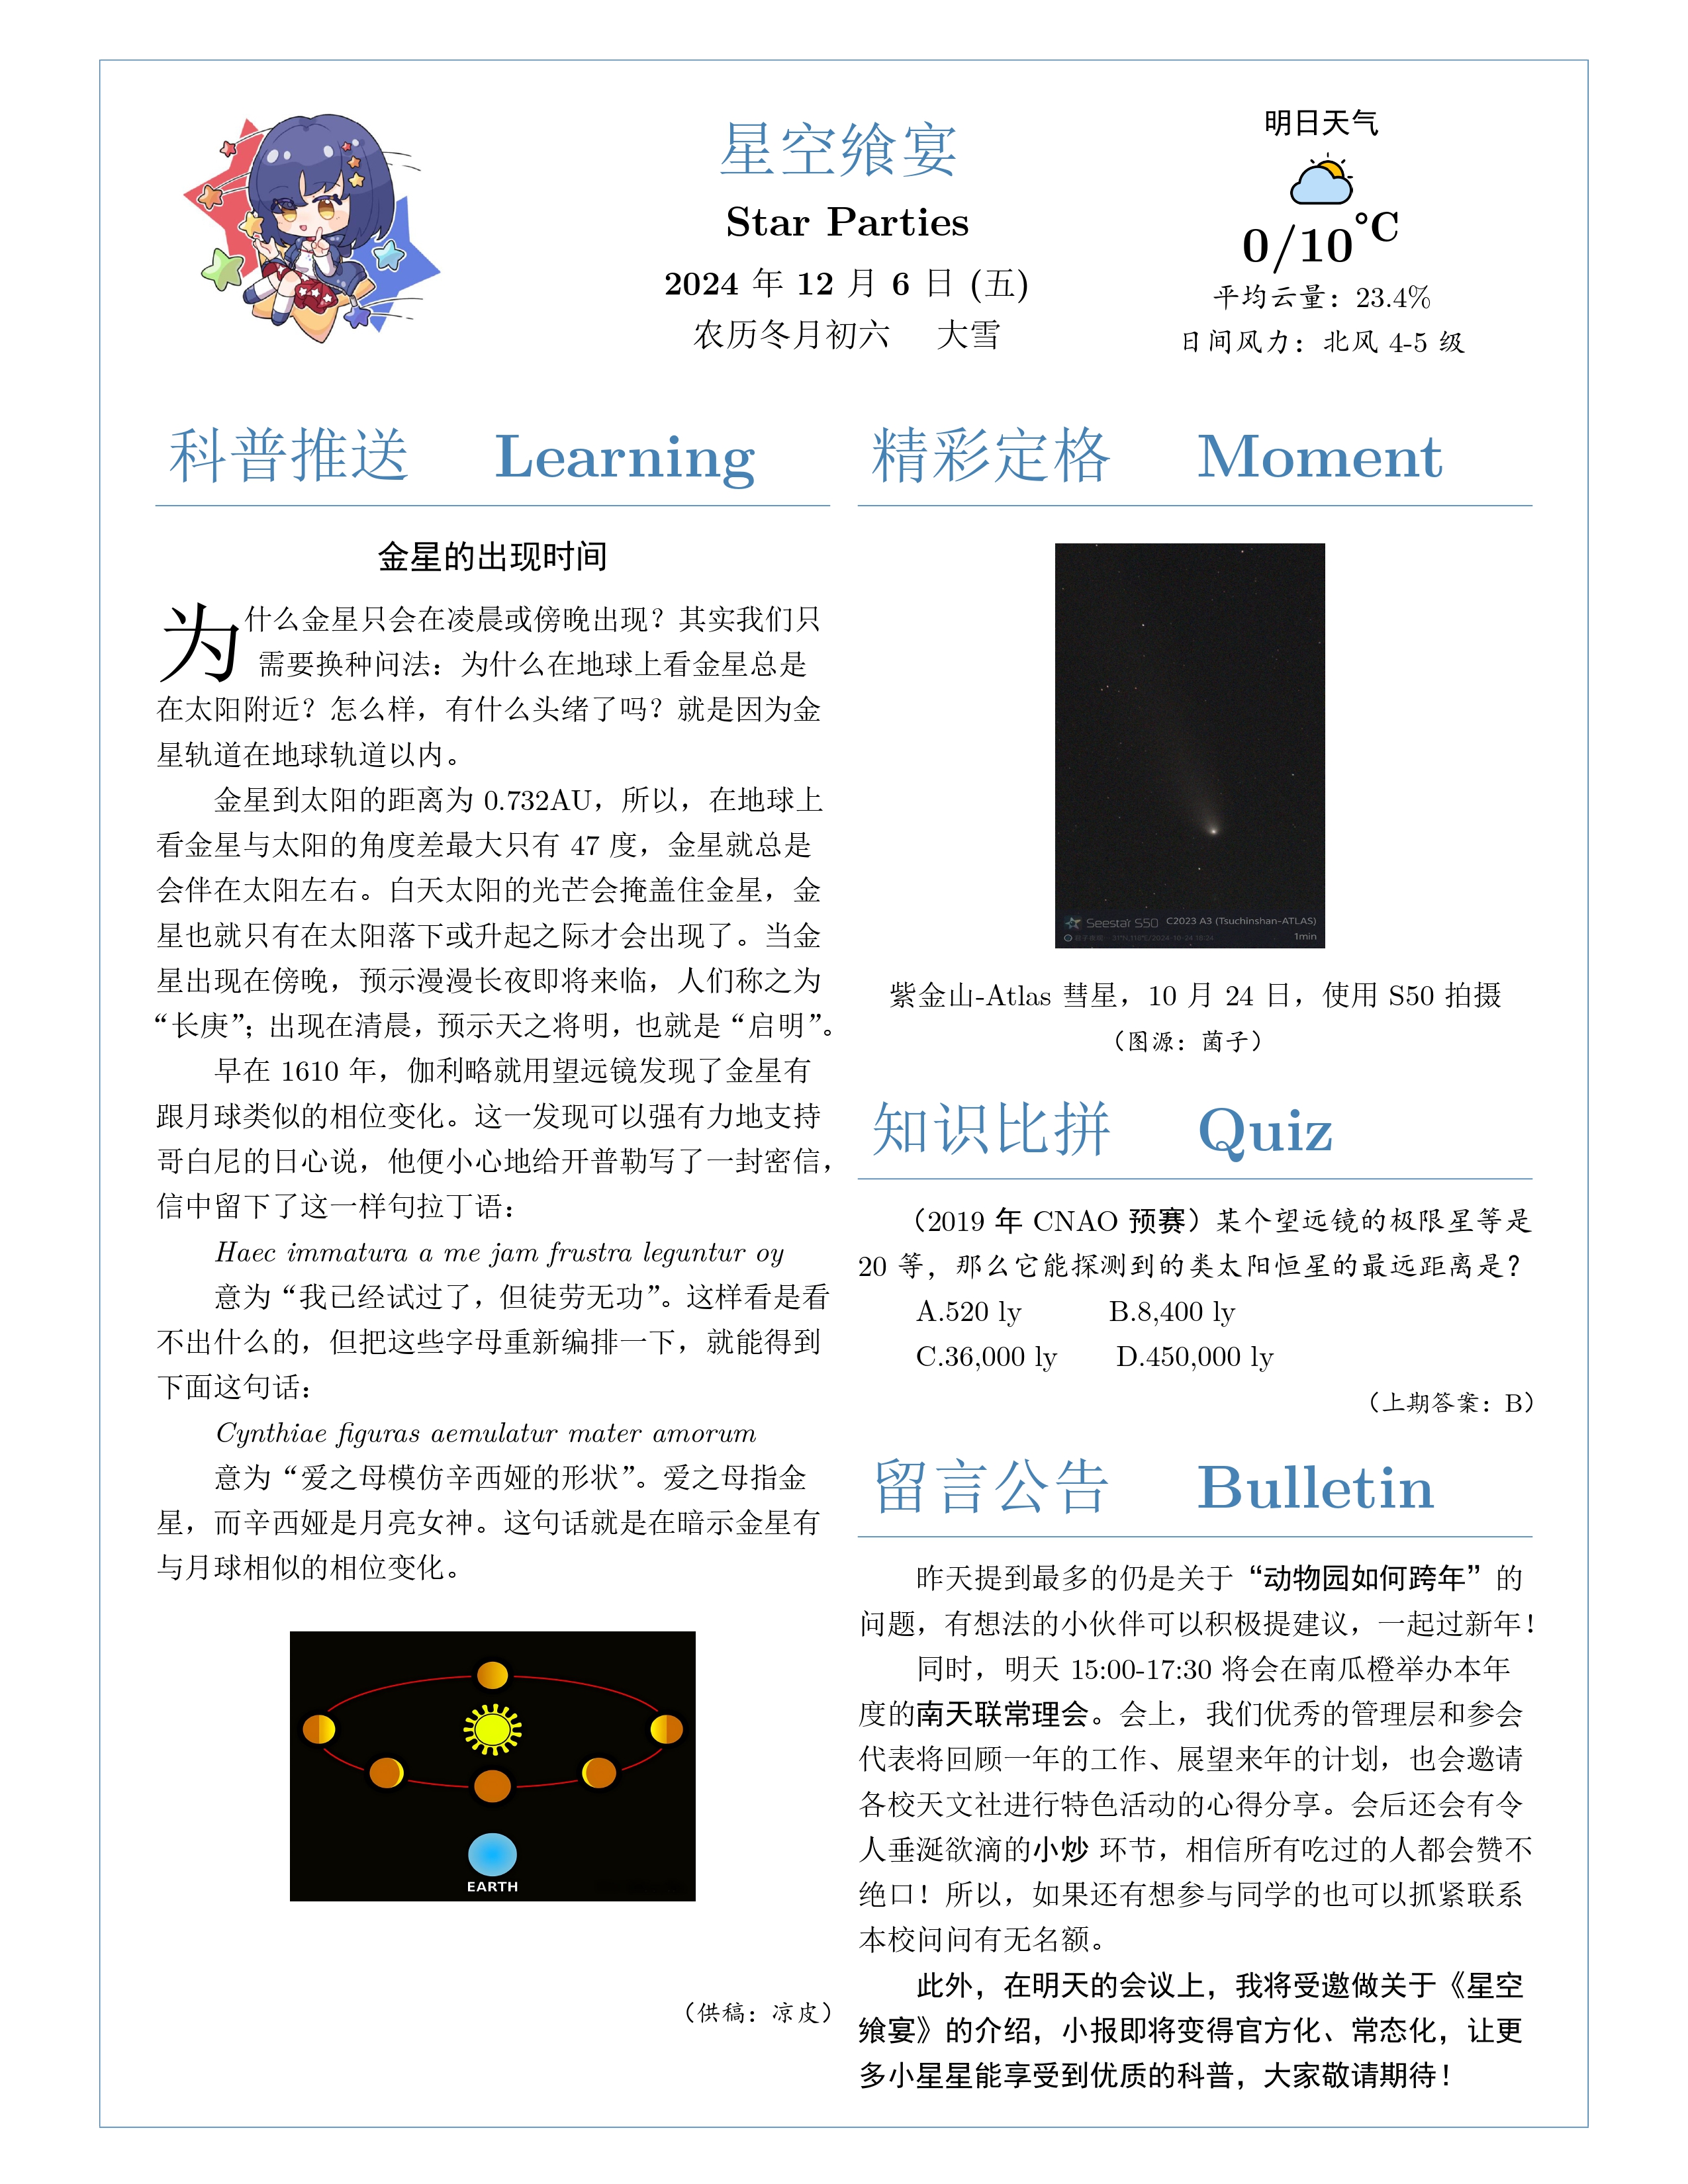 星空飨宴
Star Parties
2024 年 12 月 6 日 (五)
农历冬月初六 大雪
明日天气
0/10°C
平均云量：23.4%
日间风力：北风 4-5 级
科普推送 Learning
金星的出现时间
为什么金星只会在凌晨或傍晚出现？其实我们只
需要换种问法：为什么在地球上看金星总是
在太阳附近？怎么样，有什么头绪了吗？就是因为金
星轨道在地球轨道以内。
金星到太阳的距离为 0.732AU，所以，在地球上
看金星与太阳的角度差最大只有 47 度，金星就总是
会伴在太阳左右。白天太阳的光芒会掩盖住金星，金
星也就只有在太阳落下或升起之际才会出现了。当金
星出现在傍晚，预示漫漫长夜即将来临，人们称之为
“长庚”；出现在清晨，预示天之将明，也就是“启明”。
早在 1610 年，伽利略就用望远镜发现了金星有
跟月球类似的相位变化。这一发现可以强有力地支持
哥白尼的日心说，他便小心地给开普勒写了一封密信，
信中留下了这一样句拉丁语：
Haec immatura a me jam frustra leguntur oy
意为“我已经试过了，但徒劳无功”。这样看是看
不出什么的，但把这些字母重新编排一下，就能得到
下面这句话：
Cynthiae figuras aemulatur mater amorum
意为“爱之母模仿辛西娅的形状”。爱之母指金
星，而辛西娅是月亮女神。这句话就是在暗示金星有
与月球相似的相位变化。
EARTH
（供稿：凉皮）
精彩定格 Moment
Seestar S50 C2023 A3 (Tsuchinshan-ATLAS)
1min
紫金山-Atlas 彗星，10 月 24 日，使用 S50 拍摄
（图源：菌子）
知识比拼 Quiz
（2019 年 CNAO 预赛）某个望远镜的极限星等是
20 等，那么它能探测到的类太阳恒星的最远距离是？
A.520 ly B.8,400 ly
C.36,000 ly D.450,000 ly
（上期答案：B）
留言公告 Bulletin
昨天提到最多的仍是关于“动物园如何跨年”的
问题，有想法的小伙伴可以积极提建议，一起过新年！
同时，明天 15:00-17:30 将会在南瓜橙举办本年
度的南天联常理会。会上，我们优秀的管理层和参会
代表将回顾一年的工作、展望来年的计划，也会邀请
各校天文社进行特色活动的心得分享。会后还会有令
人垂涎欲滴的小炒 环节，相信所有吃过的人都会赞不
绝口！所以，如果还有想参与同学的也可以抓紧联系
本校问问有无名额。
此外，在明天的会议上，我将受邀做关于《星空
飨宴》的介绍，小报即将变得官方化、常态化，让更
多小星星能享受到优质的科普，大家敬请期待！